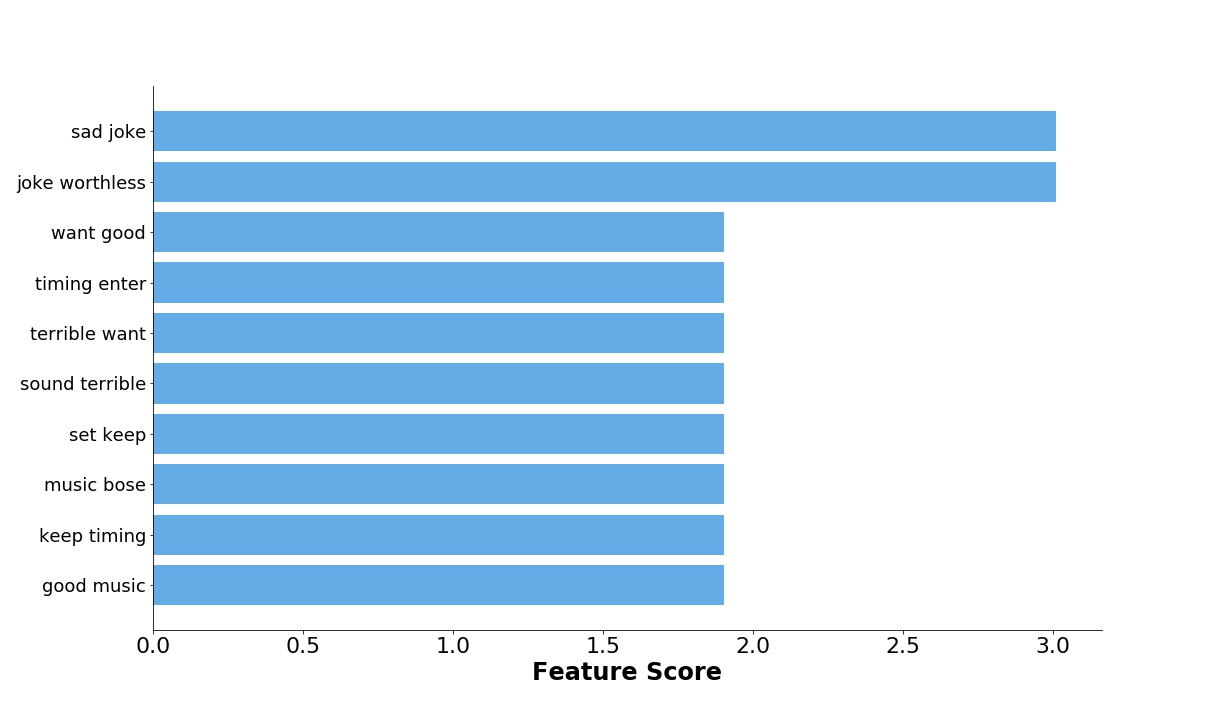 sad joke
joke worthless
want good
timing enter
terrible want
sound terrible
set keep
music bose
keep timing
good music
0.0 0.5 1.0 1.5 2.0 2.5 3.0
Feature Score